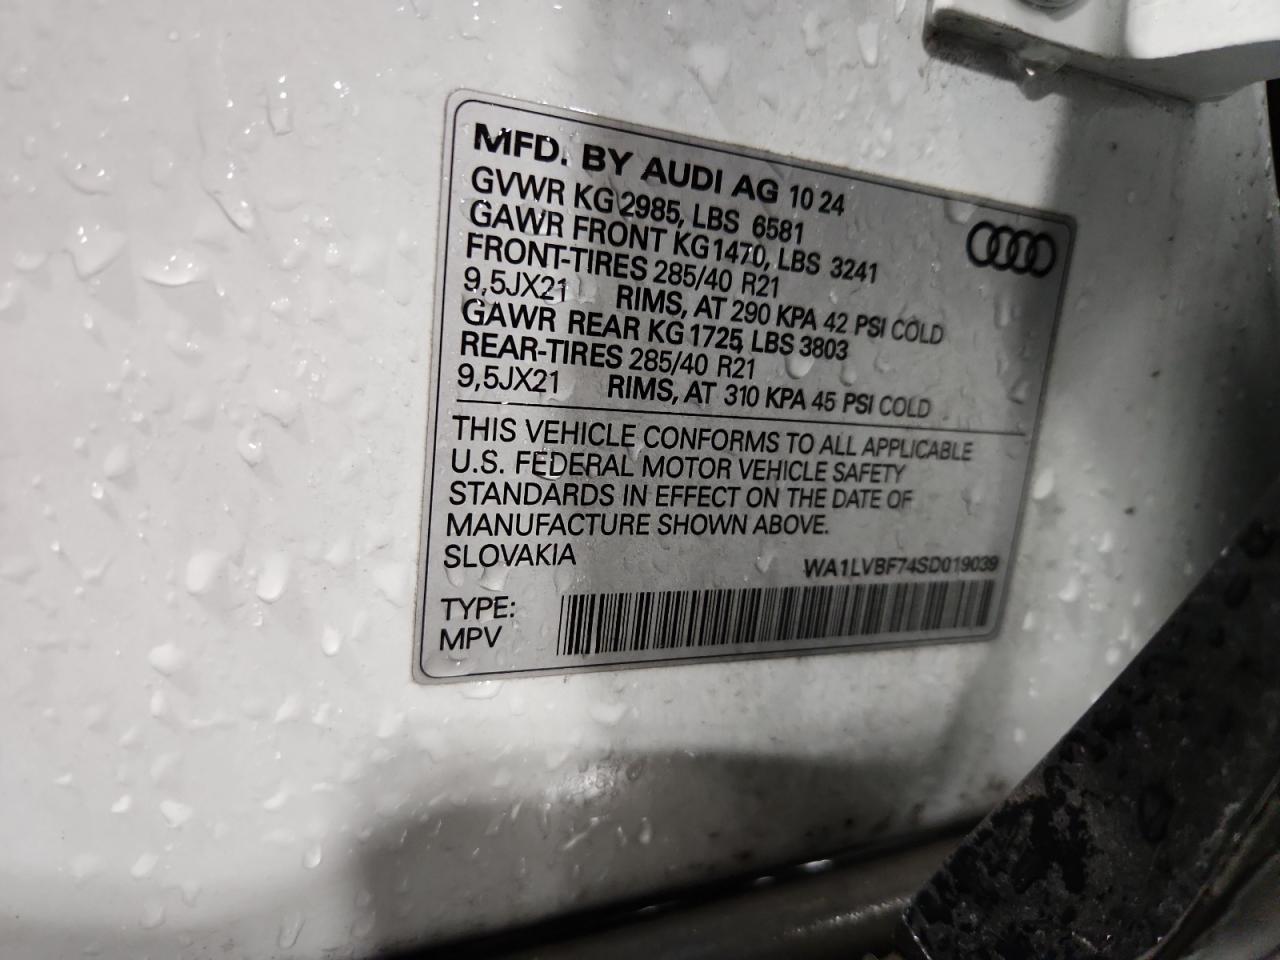 MFD. BY AUDI AG 10 24
GVWR KG 2985, LBS 6581
GAWR FRONT KG 1470, LBS 3241
FRONT-TIRES 285/40 R21
9,5JX21 RIMS, AT 290 KPA 42 PSI COLD
GAWR REAR KG 1725, LBS 3803
REAR-TIRES 285/40 R21
9,5JX21 RIMS, AT 310 KPA 45 PSI COLD
THIS VEHICLE CONFORMS TO ALL APPLICABLE
U.S. FEDERAL MOTOR VEHICLE SAFETY
STANDARDS IN EFFECT ON THE DATE OF
MANUFACTURE SHOWN ABOVE.
SLOVAKIA
WA1LVBF74SD019039
TYPE:
MPV